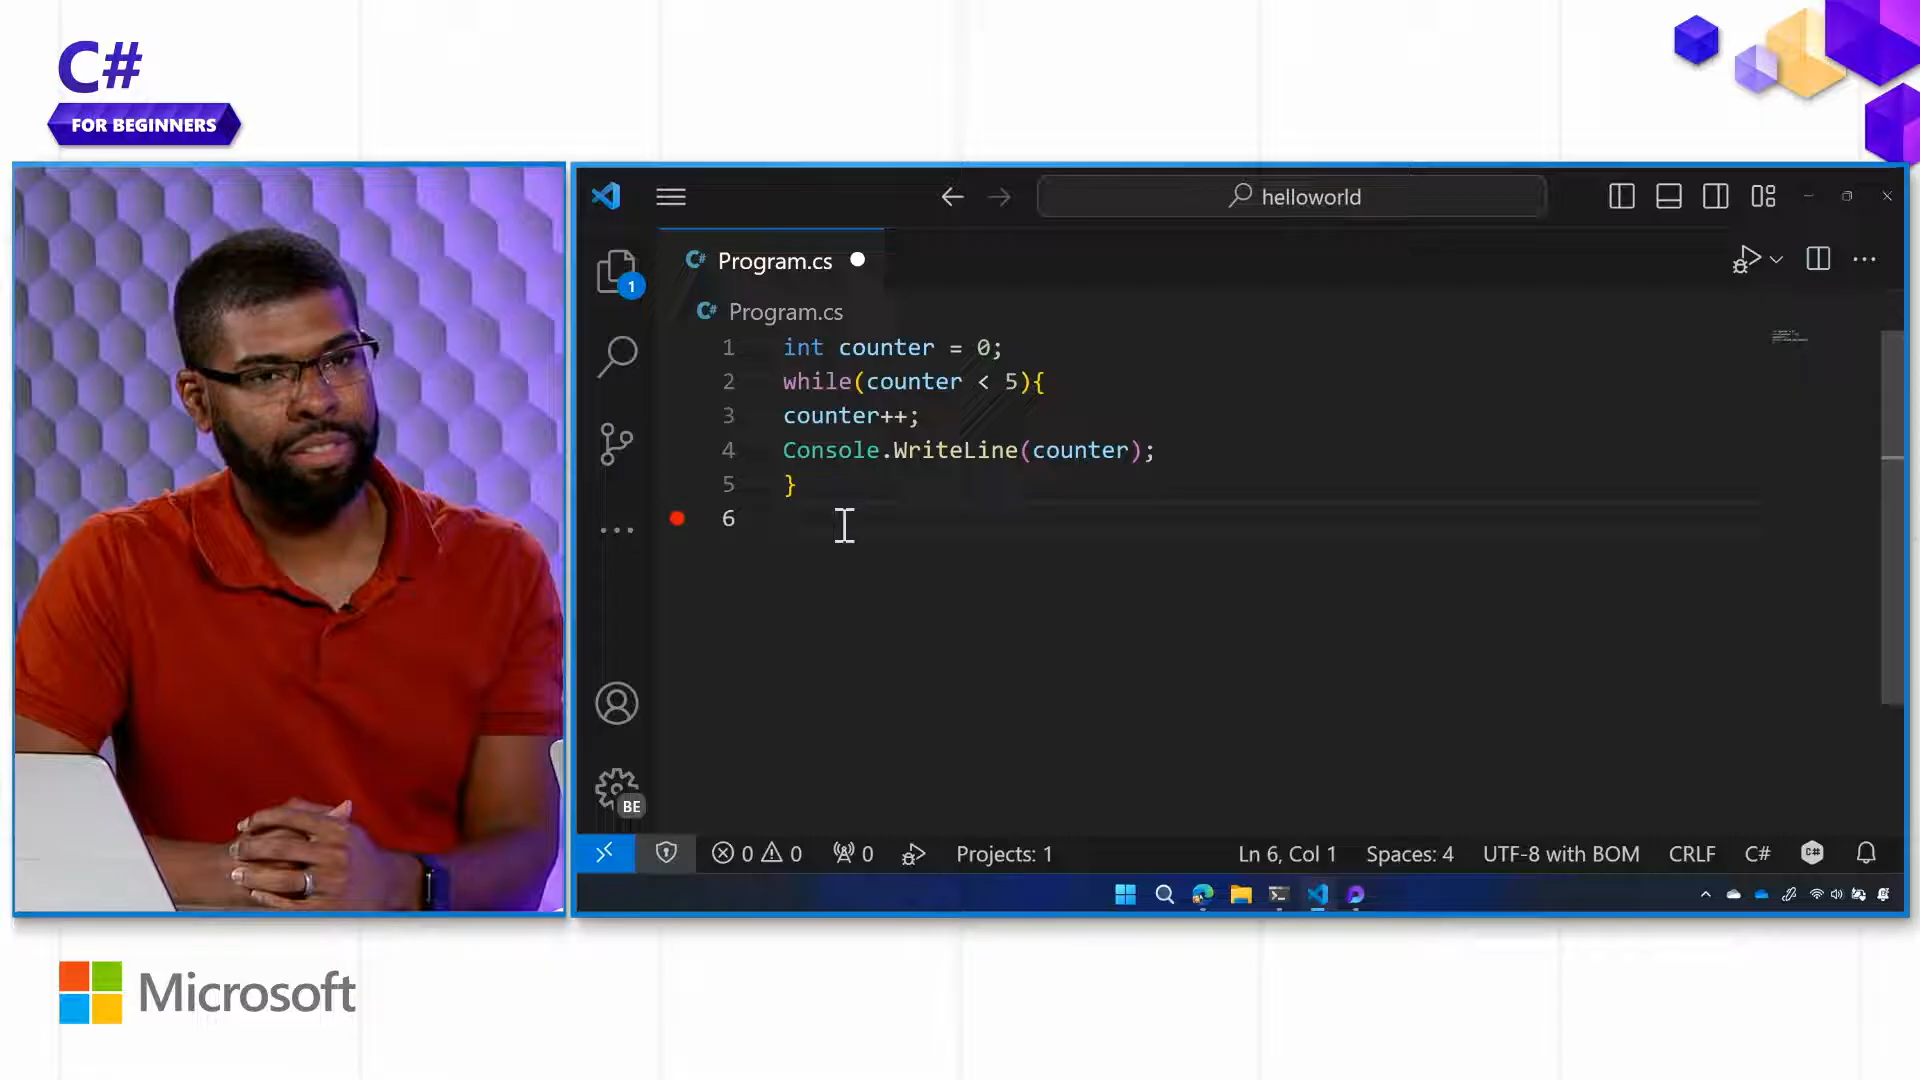 C#
FOR BEGINNERS
helloworld
Program.cs
1
Program.cs
1 int counter = 0;
2 while(counter < 5){
3 counter++;
4 Console.WriteLine(counter);
5 }
6
BE
0 0 0 Projects: 1 Ln 6, Col 1 Spaces: 4 UTF-8 with BOM CRLF C#
Microsoft